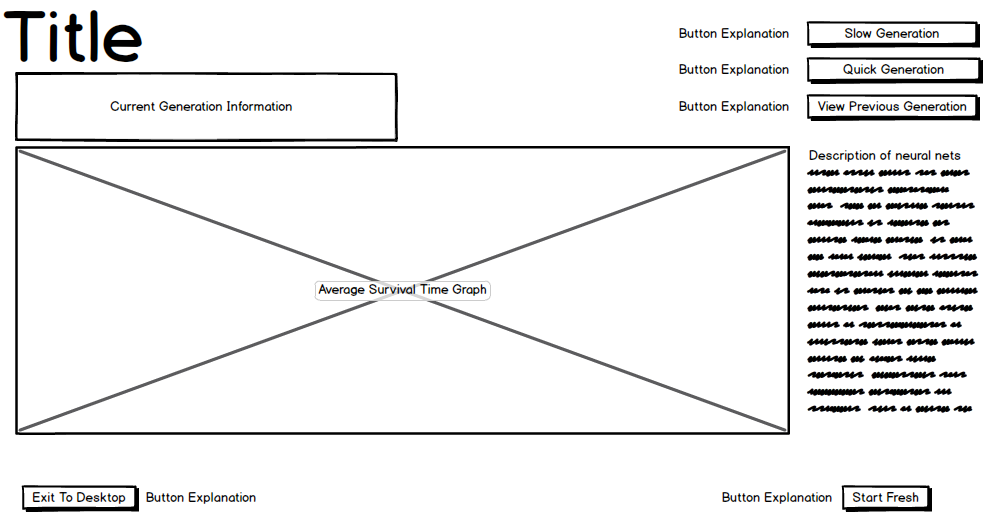 Title
Button Explanation
Slow Generation
Button Explanation
Quick Generation
Current Generation Information
Button Explanation
View Previous Generation
Description of neural nets
Average Survival Time Graph
Exit To Desktop
Button Explanation
Button Explanation
Start Fresh